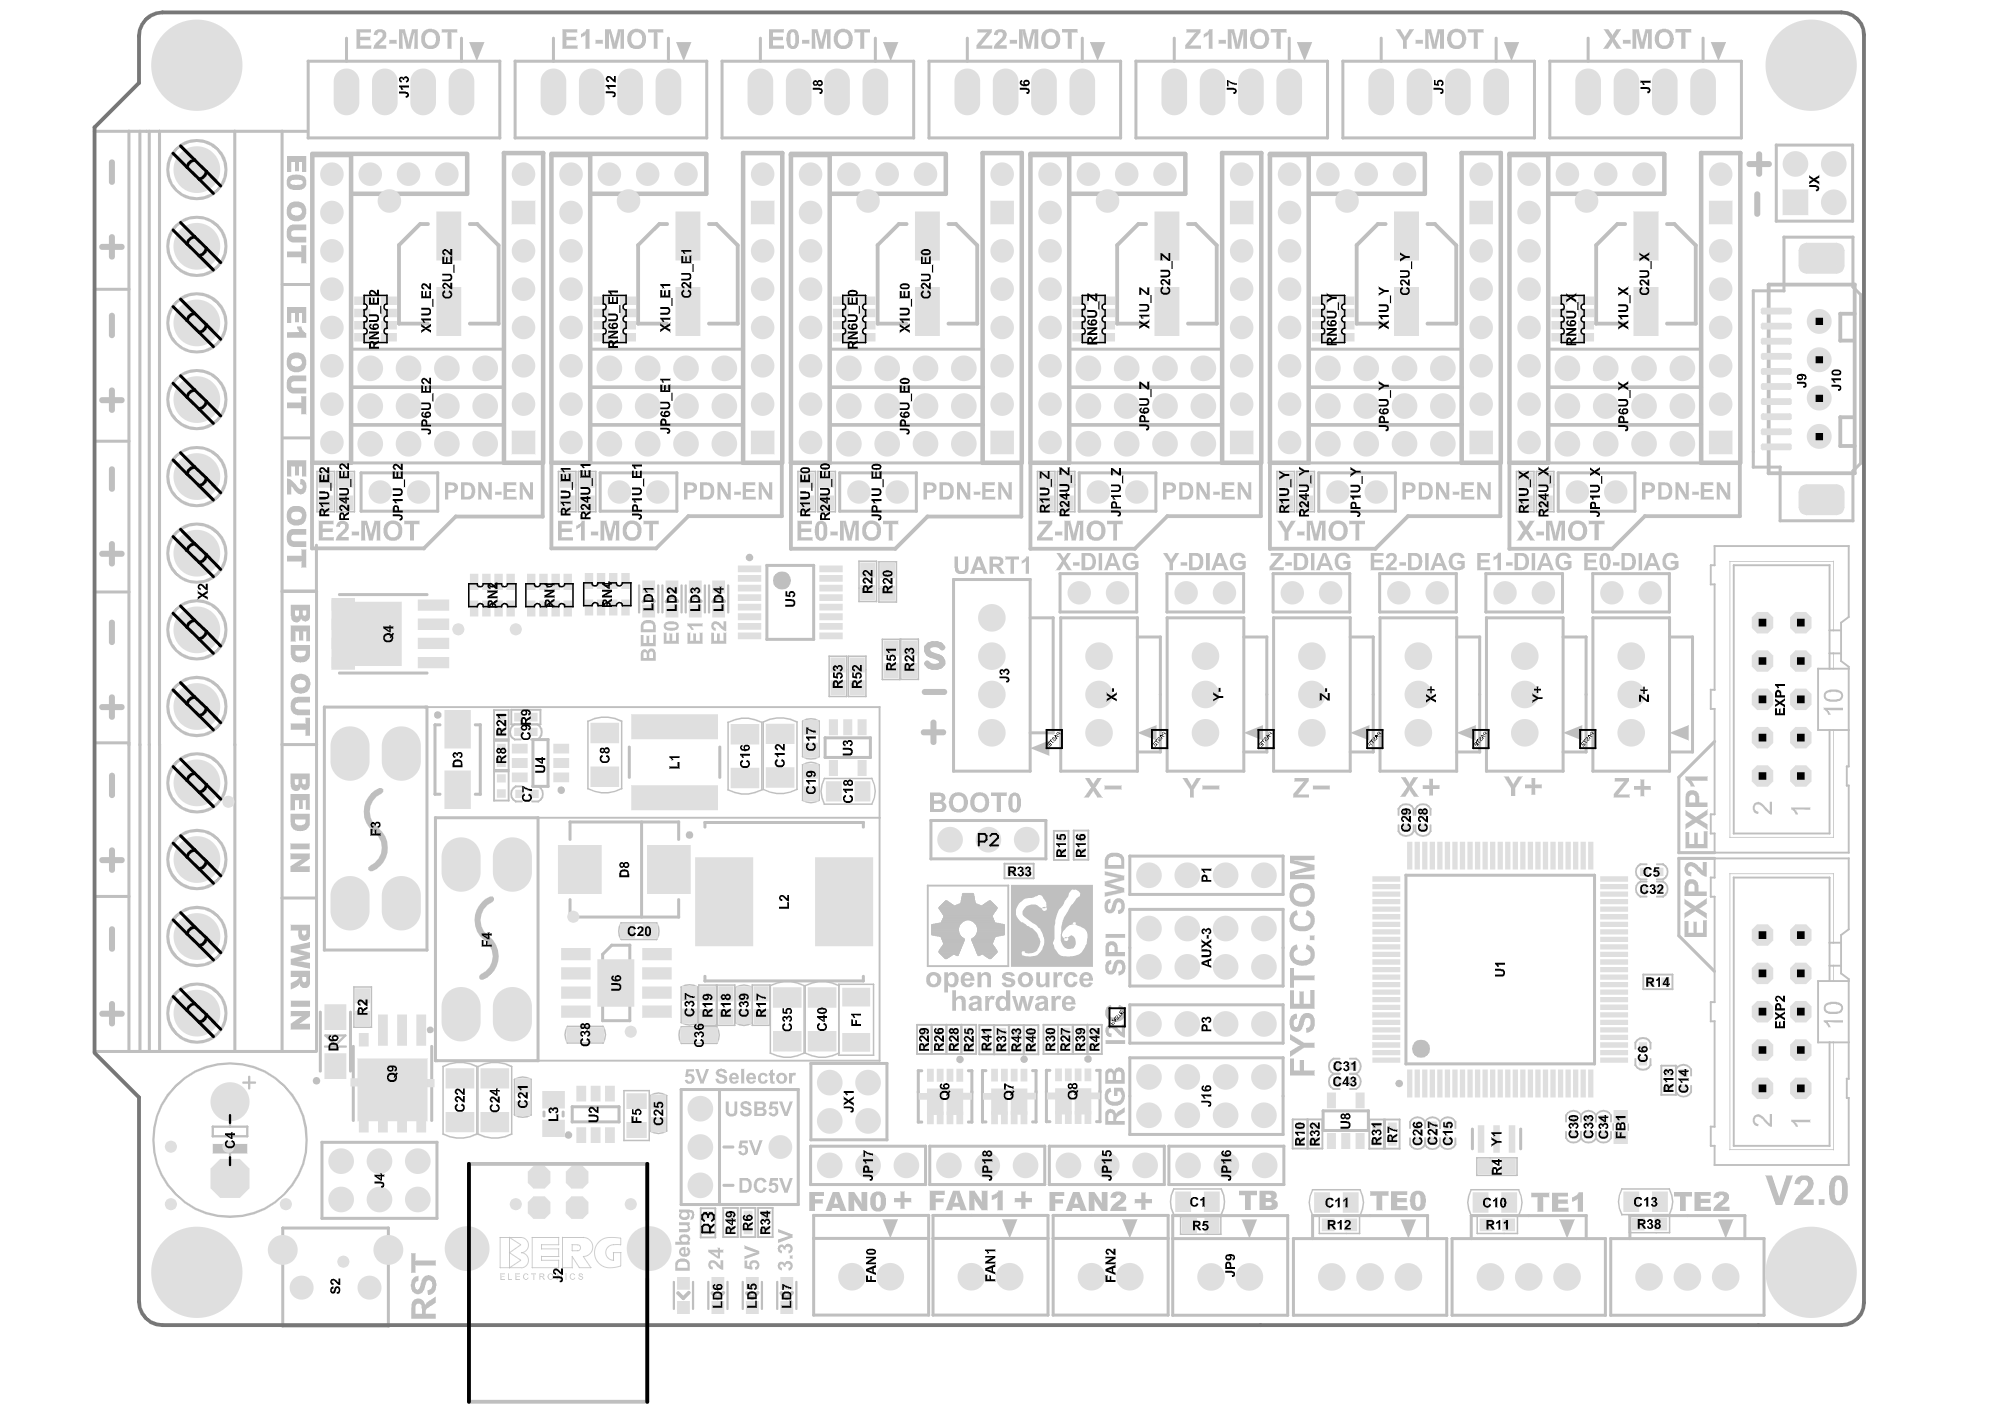 E2-MOT
E1-MOT
E0-MOT
Z2-MOT
Z1-MOT
Y-MOT
X-MOT
J13
J12
J8
J6
J7
J5
J1
E0 OUT
E1 OUT
E2 OUT
BED OUT
BED IN
PWR IN
X2
C2U_E2
X1U_E2
RN6U_E2
JP6U_E2
R1U_E2
R24U_E2
JP1U_E2
PDN-EN
E2-MOT
C2U_E1
X1U_E1
RN6U_E1
JP6U_E1
R1U_E1
R24U_E1
JP1U_E1
PDN-EN
E1-MOT
C2U_E0
X1U_E0
RN6U_E0
JP6U_E0
R1U_E0
R24U_E0
JP1U_E0
PDN-EN
E0-MOT
C2U_Z
X1U_Z
RN6U_Z
JP6U_Z
R1U_Z
R24U_Z
JP1U_Z
PDN-EN
Z-MOT
C2U_Y
X1U_Y
RN6U_Y
JP6U_Y
R1U_Y
R24U_Y
JP1U_Y
PDN-EN
Y-MOT
C2U_X
X1U_X
RN6U_X
JP6U_X
R1U_X
R24U_X
JP1U_X
PDN-EN
X-MOT
+
JX
-
J9
J10
Q4
RN2
RN4
LD1
LD2
LD3
LD4
BED
E0
E1
E2
U5
R22
R20
R51
R23
R53
R52
UART1
S
-
+
J3
X-DIAG
Y-DIAG
Z-DIAG
E2-DIAG
E1-DIAG
E0-DIAG
X-
Y-
Z-
X+
Y+
Z+
X-
Y-
Z-
X+
Y+
Z+
EXP1
10
2
1
EXP1
EXP2
EXP2
10
2
1
F3
D3
R21
R9
C9
R8
U4
C7
C8
L1
C16
C12
C17
C19
U3
C18
F4
D8
L2
C20
U6
C38
C37
R19
R18
C39
R17
C36
C35
C40
F1
BOOT0
P2
R15
R16
R33
S6
open source
hardware
SWD
P1
SPI
AUX-3
P3
RGB
J16
FYSETC.COM
C29
C28
U1
C5
C32
R14
C6
R13
C14
R29
R26
R28
R25
R41
R37
R43
R40
R30
R27
R39
R42
Q6
Q7
Q8
C31
C43
R10
R32
U8
R31
R7
C26
C27
C15
Y1
R4
C30
C33
C34
FB1
R2
D6
Q9
C4
+
C22
C24
C21
L3
U2
F5
C25
5V Selector
USB5V
5V
DC5V
JX1
J4
S2
RST
BERG
ELECTRONICS
J2
Debug
R3
R49
R6
R34
24
5V
3.3V
LD6
LD5
LD7
JP17
JP18
JP15
JP16
FAN0 +
FAN1 +
FAN2 +
C1
TB
C11
TE0
C10
TE1
C13
TE2
R5
R12
R11
R38
FAN0
FAN1
FAN2
JP9
V2.0